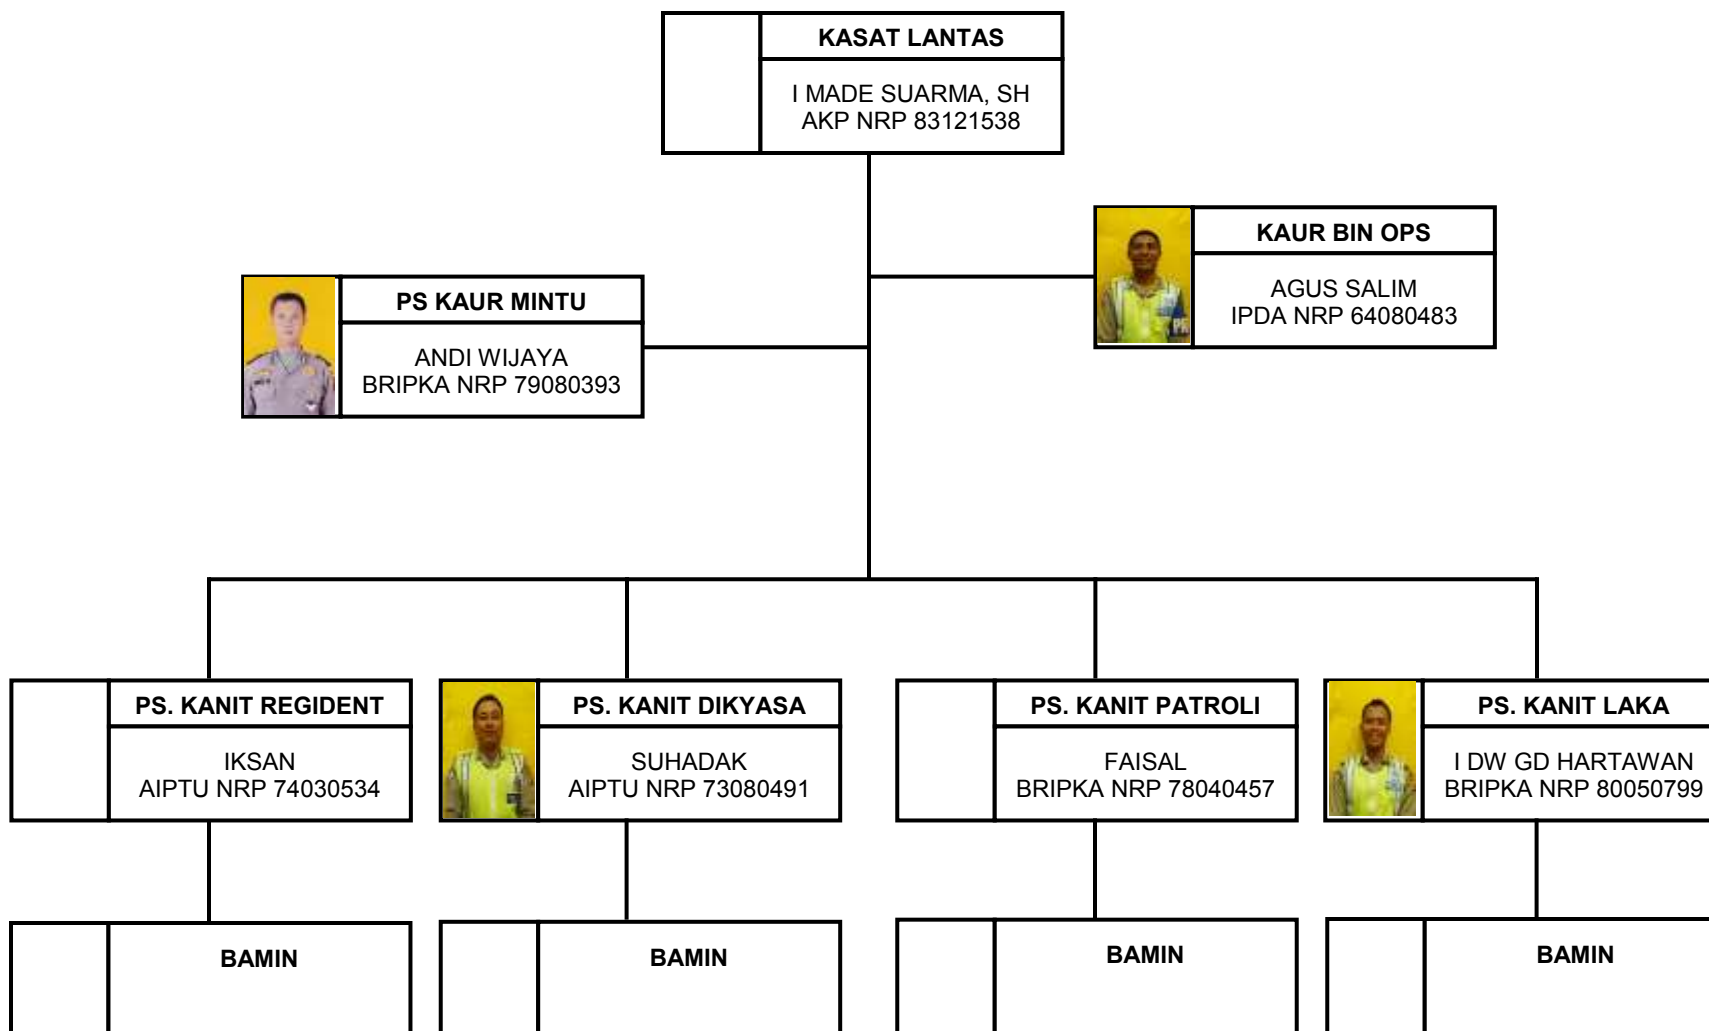 KASAT LANTAS
I MADE SUARMA, SH
AKP NRP 83121538
KAUR BIN OPS
AGUS SALIM
IPDA NRP 64080483
PS KAUR MINTU
ANDI WIJAYA
BRIPKA NRP 79080393
PS. KANIT REGIDENT
IKSAN
AIPTU NRP 74030534
PS. KANIT DIKYASA
SUHADAK
AIPTU NRP 73080491
PS. KANIT PATROLI
FAISAL
BRIPKA NRP 78040457
PS. KANIT LAKA
I DW GD HARTAWAN
BRIPKA NRP 80050799
BAMIN
BAMIN
BAMIN
BAMIN